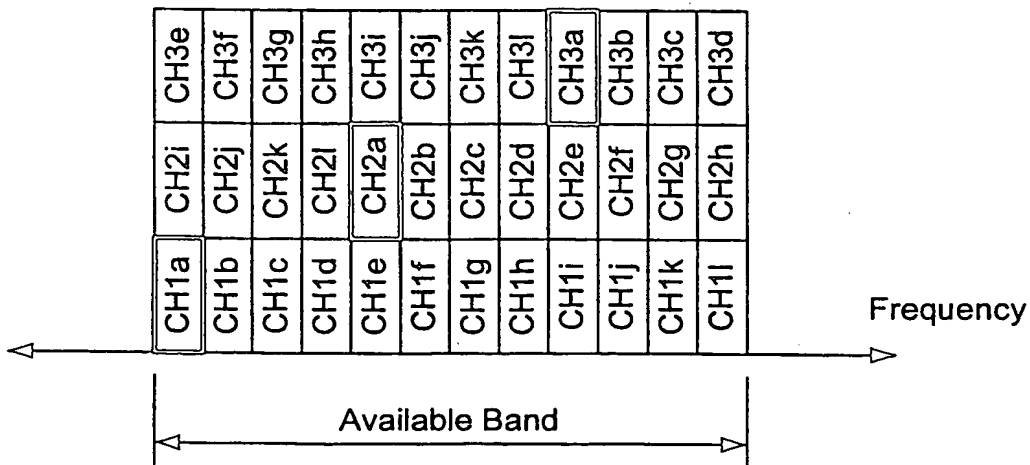 CH3e CH3f CH3g CH3h CH3i CH3j CH3k CH3l CH3a CH3b CH3c CH3d
CH2i CH2j CH2k CH2l CH2a CH2b CH2c CH2d CH2e CH2f CH2g CH2h
CH1a CH1b CH1c CH1d CH1e CH1f CH1g CH1h CH1i CH1j CH1k CH1l
Frequency
Available Band